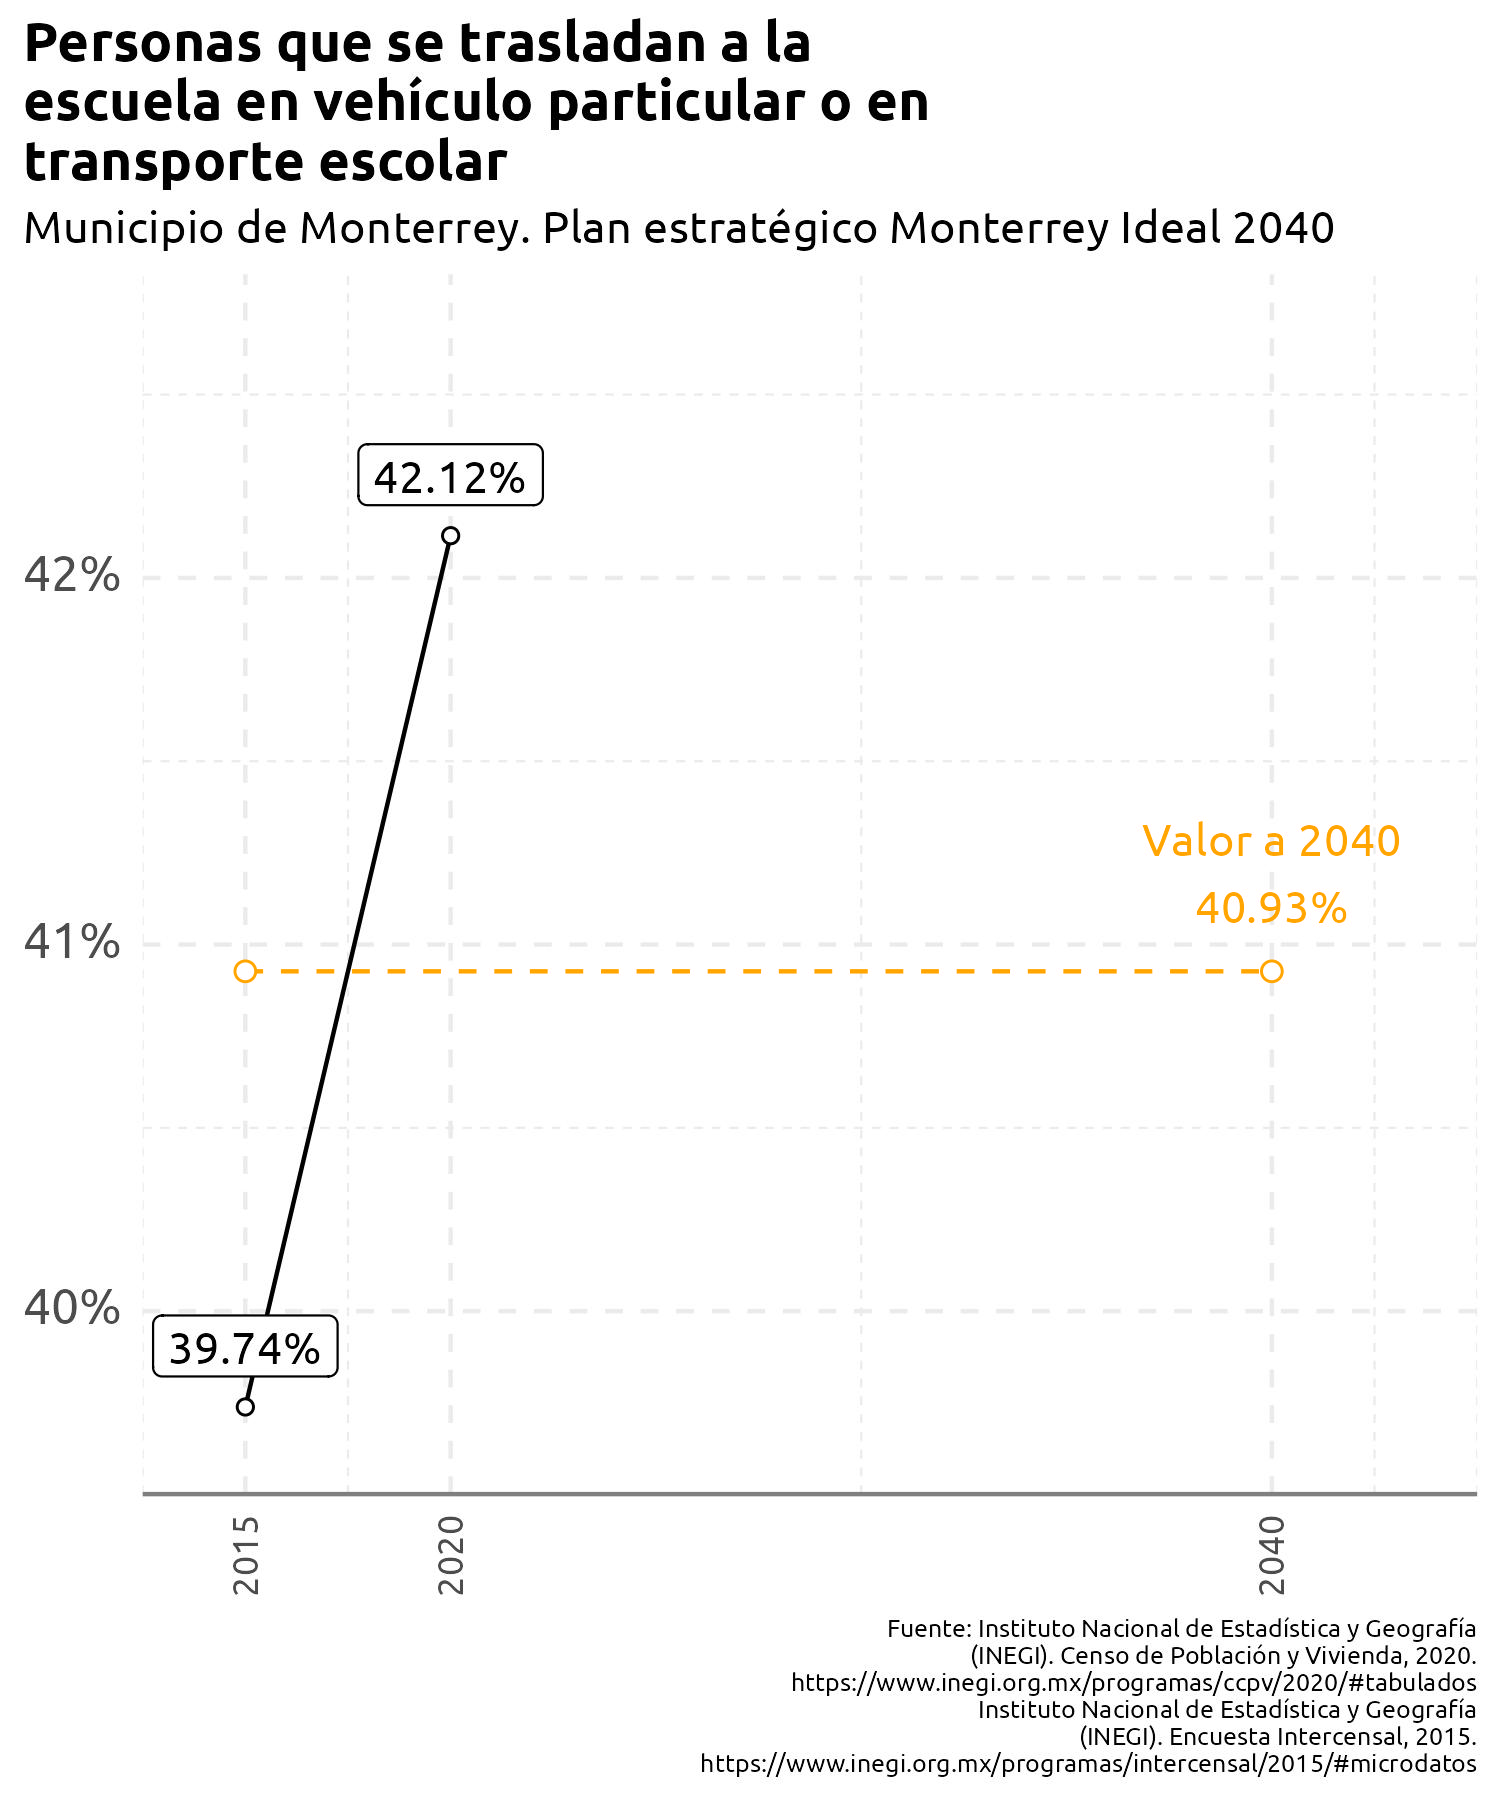 Personas que se trasladan a la
escuela en vehículo particular o en
transporte escolar
Municipio de Monterrey. Plan estratégico Monterrey Ideal 2040
42.12%
42%
Valor a 2040
40.93%
41%
40%
39.74%
2015
2020
2040
Fuente: Instituto Nacional de Estadística y Geografía
(INEGI). Censo de Población y Vivienda, 2020.
https://www.inegi.org.mx/programas/ccpv/2020/#tabulados
Instituto Nacional de Estadística y Geografía
(INEGI). Encuesta Intercensal, 2015.
https://www.inegi.org.mx/programas/intercensal/2015/#microdatos